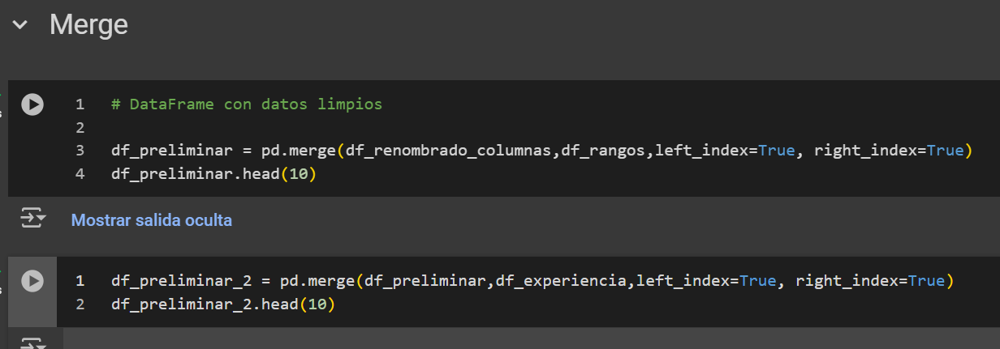 Merge
1 # DataFrame con datos limpios
2
3 df_preliminar = pd.merge(df_renombrado_columnas,df_rangos,left_index=True, right_index=True)
4 df_preliminar.head(10)
Mostrar salida oculta
1 df_preliminar_2 = pd.merge(df_preliminar,df_experiencia,left_index=True, right_index=True)
2 df_preliminar_2.head(10)